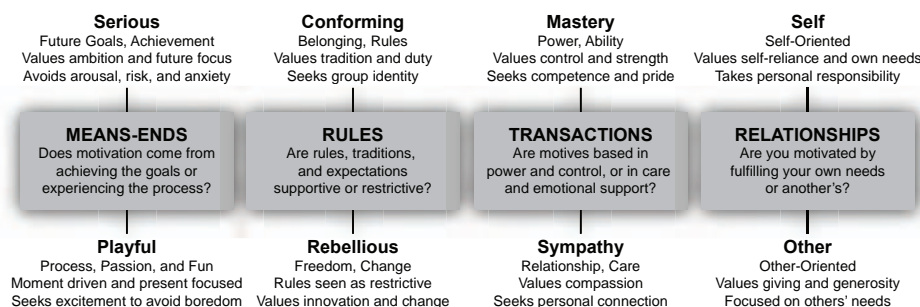 Serious
Future Goals, Achievement
Values ambition and future focus
Avoids arousal, risk, and anxiety
MEANS-ENDS
Does motivation come from
achieving the goals or
experiencing the process?
Playful
Process, Passion, and Fun
Moment driven and present focused
Seeks excitement to avoid boredom
Conforming
Belonging, Rules
Values tradition and duty
Seeks group identity
RULES
Are rules, traditions,
and expectations
supportive or restrictive?
Rebellious
Freedom, Change
Rules seen as restrictive
Values innovation and change
Mastery
Power, Ability
Values control and strength
Seeks competence and pride
TRANSACTIONS
Are motives based in
power and control, or in care
and emotional support?
Sympathy
Relationship, Care
Values compassion
Seeks personal connection
Self
Self-Oriented
Values self-reliance and own needs
Takes personal responsibility
RELATIONSHIPS
Are you motivated by
fulfilling your own needs
or another's?
Other
Other-Oriented
Values giving and generosity
Focused on others' needs